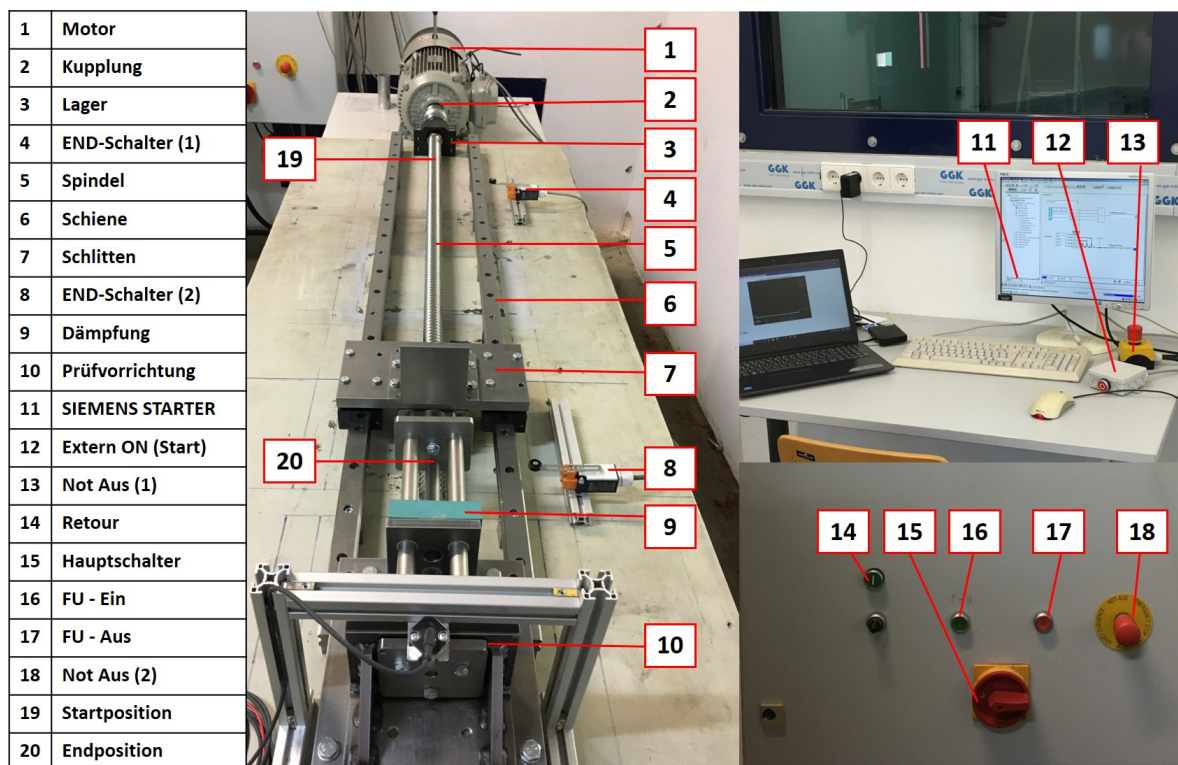 1 Motor
2 Kupplung
3 Lager
4 END-Schalter (1)
5 Spindel
6 Schiene
7 Schlitten
8 END-Schalter (2)
9 Dämpfung
10 Prüfvorrichtung
11 SIEMENS STARTER
12 Extern ON (Start)
13 Not Aus (1)
14 Retour
15 Hauptschalter
16 FU - Ein
17 FU - Aus
18 Not Aus (2)
19 Startposition
20 Endposition
1
2
3
19
4
5
6
7
20
8
9
10
11
12
13
GGK
GGK
GGK
GGK
14
15
16
17
18
NOT-AUS